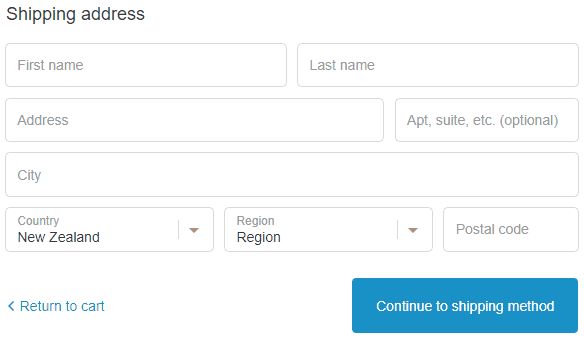 Shipping address
First name
Last name
Address
Apt, suite, etc. (optional)
City
Country
New Zealand
Region
Region
Postal code
Return to cart
Continue to shipping method